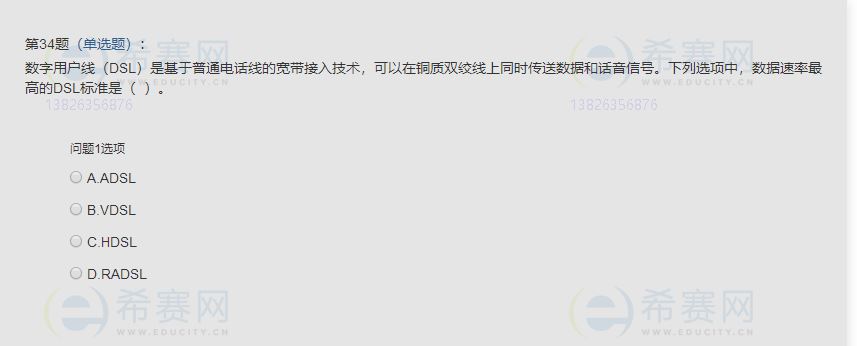 第34题（单选题）：
数字用户线（DSL）是基于普通电话线的宽带接入技术，可以在铜质双绞线上同时传送数据和话音信号。下列选项中，数据速率最
高的DSL标准是（ ）。
希赛网 希赛网
WWW.EDUCITY.CN WWW.EDUCITY.CN
13826356876 13826356876
问题1选项
A.ADSL
B.VDSL
C.HDSL
D.RADSL
希赛网 希赛网
WWW.EDUCITY.CN WWW.EDUCITY.CN